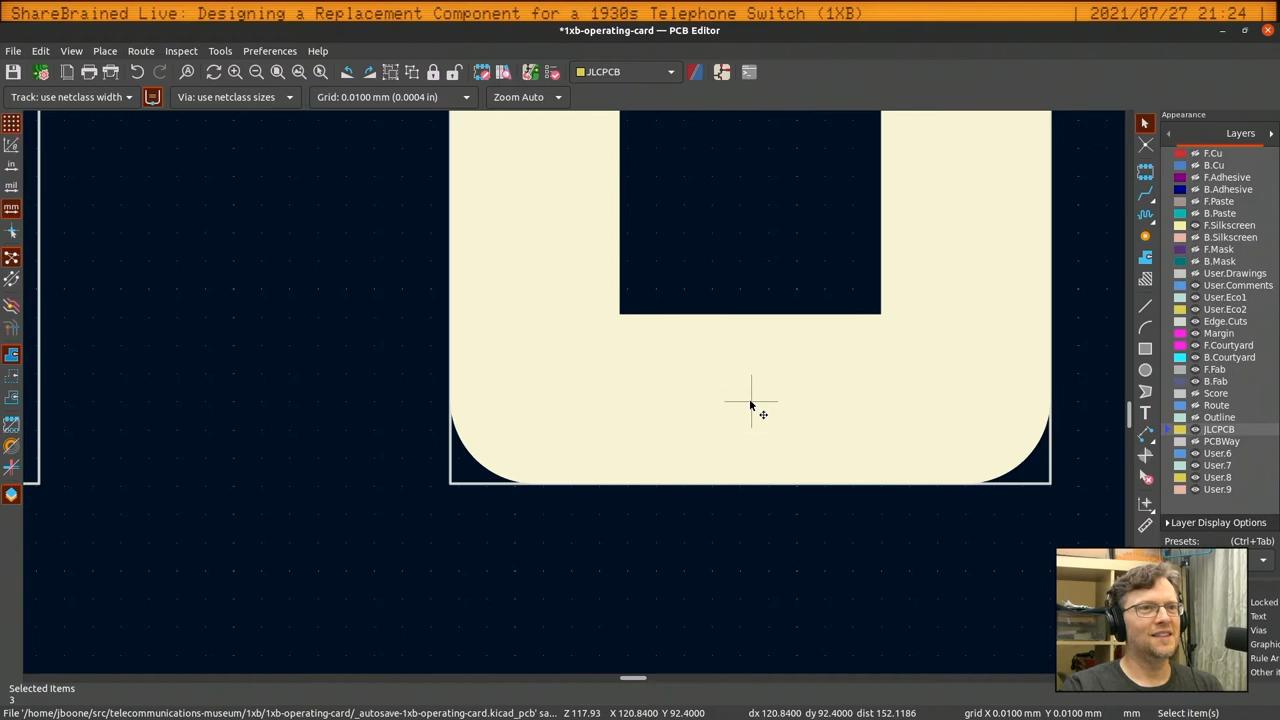 ShareBrained Live: Designing a Replacement Component for a 1930s Telephone Switch (1XB) | 2021/07/27 21:24 |
*1xb-operating-card — PCB Editor
File Edit View Place Route Inspect Tools Preferences Help
JLCPCB
Track: use netclass width Via: use netclass sizes Grid: 0.0100 mm (0.0004 in) Zoom Auto
in
mil
mm
Appearance
Layers
F.Cu
B.Cu
F.Adhesive
B.Adhesive
F.Paste
B.Paste
F.Silkscreen
B.Silkscreen
F.Mask
B.Mask
User.Drawings
User.Comments
User.Eco1
User.Eco2
Edge.Cuts
Margin
F.Courtyard
B.Courtyard
F.Fab
B.Fab
Score
Route
Outline
JLCPCB
PCBWay
User.6
User.7
User.8
User.9
Layer Display Options
Presets: (Ctrl+Tab)
Locked
Text
Vias
Graphic
Rule Ar
Other it
Selected Items
3
File '/home/jboone/src/telecommunications-museum/1xb/1xb-operating-card/_autosave-1xb-operating-card.kicad_pcb' sa... Z 117.93 X 120.8400 Y 92.4000 dx 120.8400 dy 92.4000 dist 152.1186 grid X 0.0100 mm Y 0.0100 mm mm Select item(s)